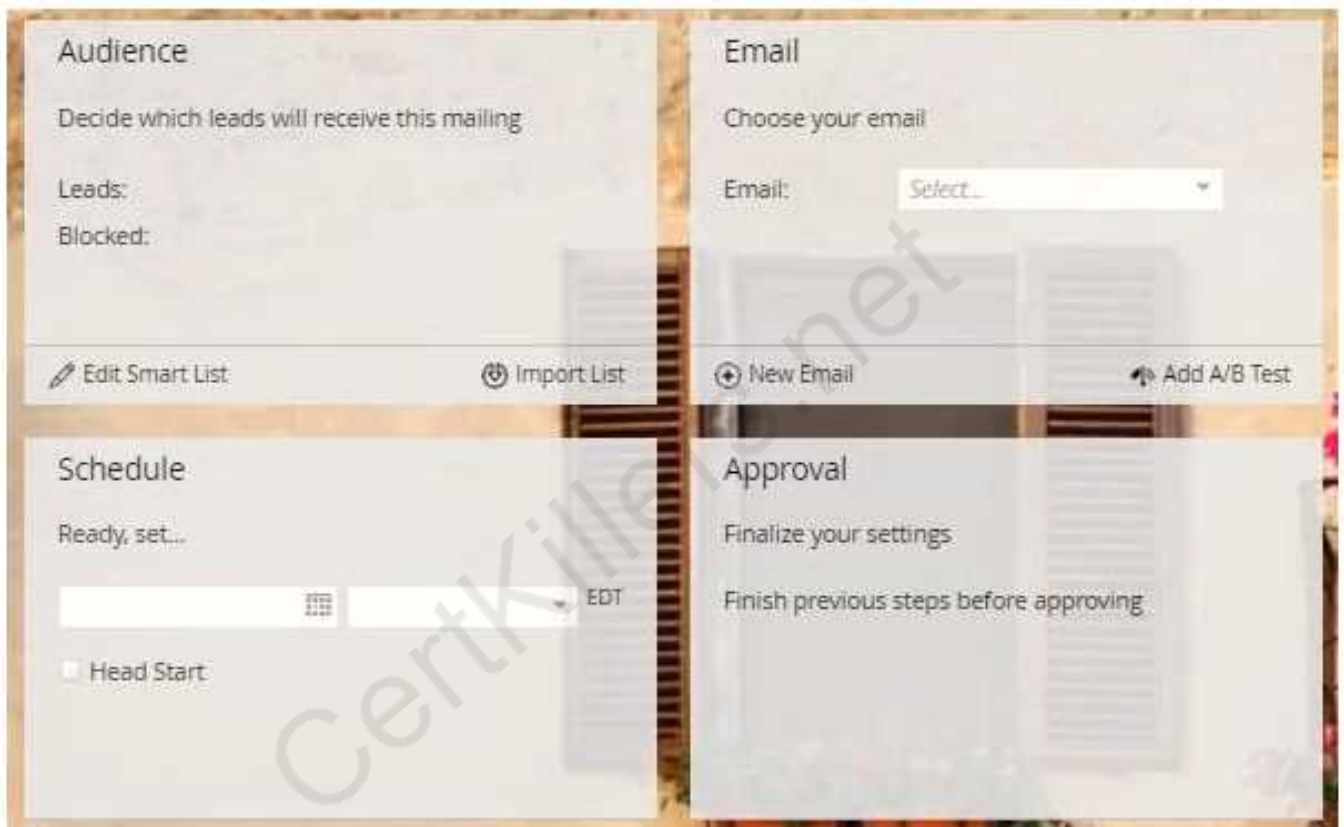 Audience
Decide which leads will receive this mailing
Leads:
Blocked:
Edit Smart List
Import List
Email
Choose your email
Email:
Select...
New Email
Add A/B Test
Schedule
Ready, set...
EDT
Head Start
Approval
Finalize your settings
Finish previous steps before approving